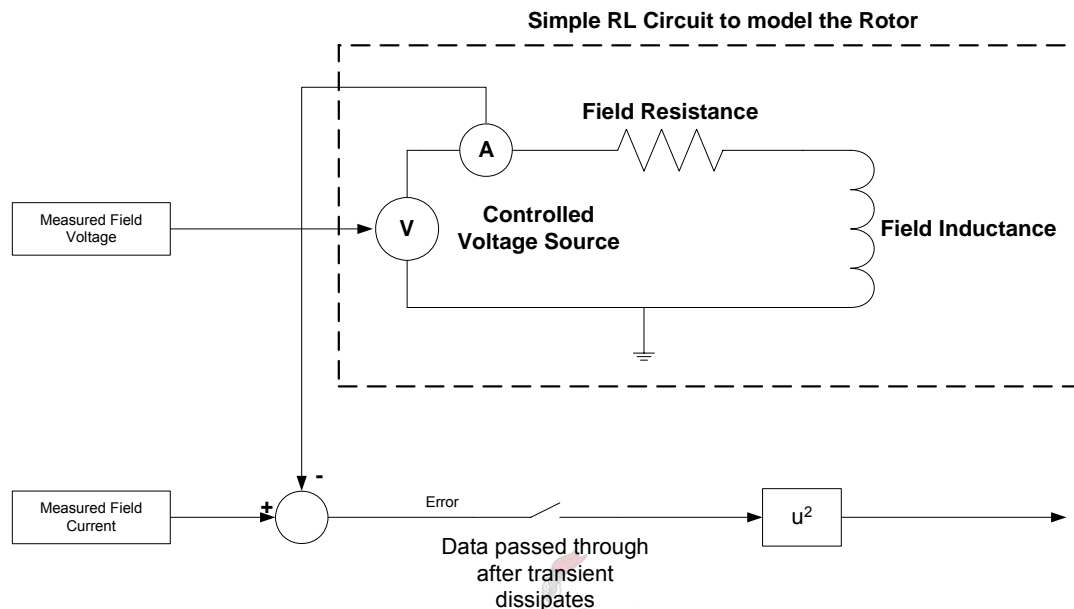 Simple RL Circuit to model the Rotor
Field Resistance
A
Measured Field
Voltage
V
Controlled
Voltage Source
Field Inductance
-
Measured Field
Current
+
Error
u²
Data passed through
after transient
dissipates